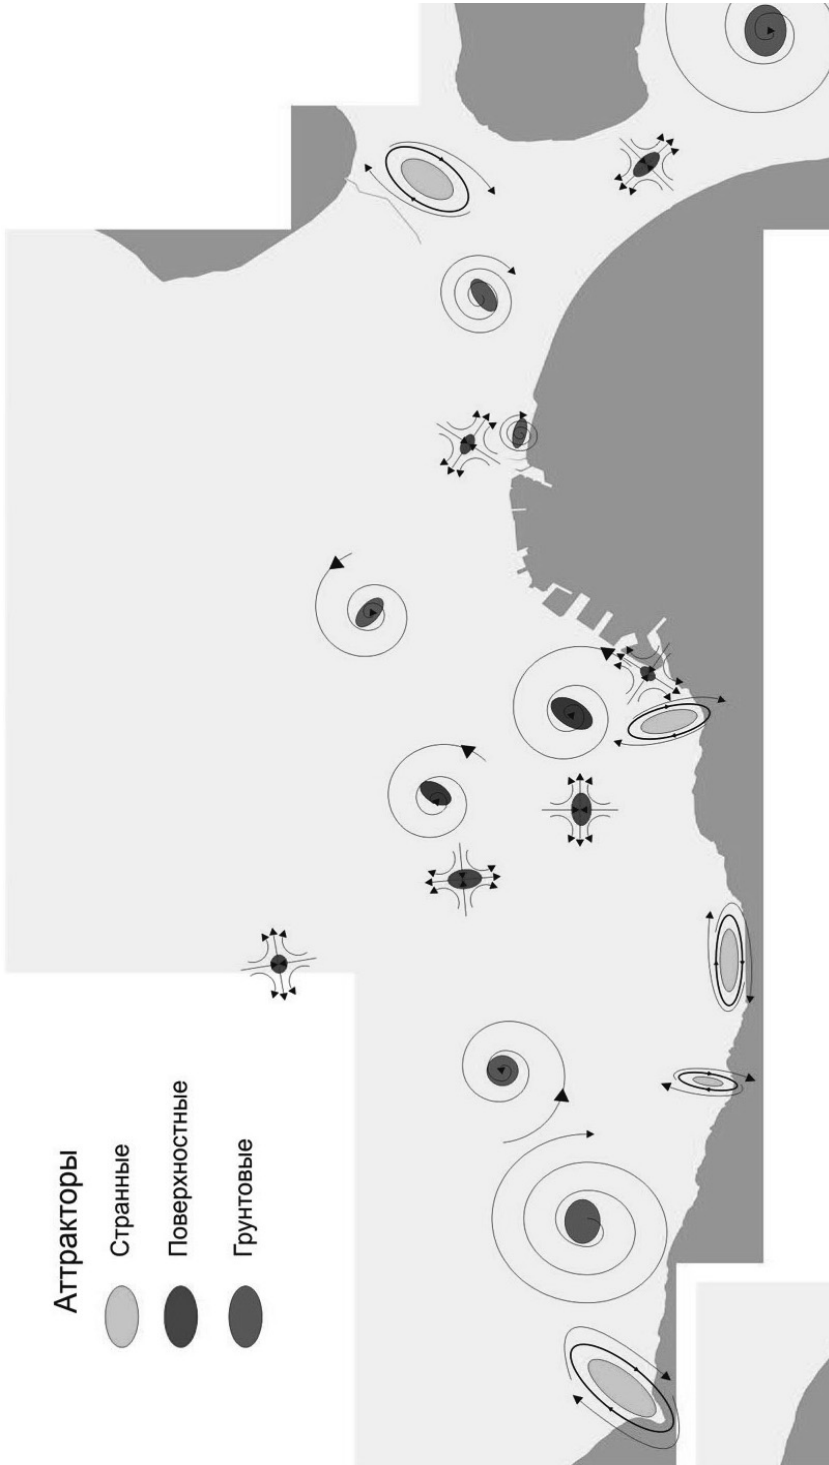 Аттракторы
Странные
Поверхностные
Грунтовые